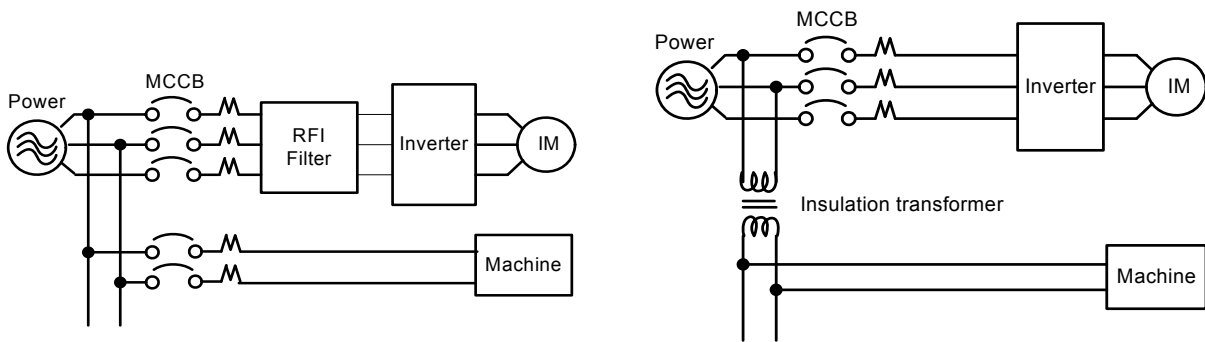 Power
MCCB
RFI
Filter
Inverter
IM
Machine
MCCB
Power
Inverter
IM
Insulation transformer
Machine